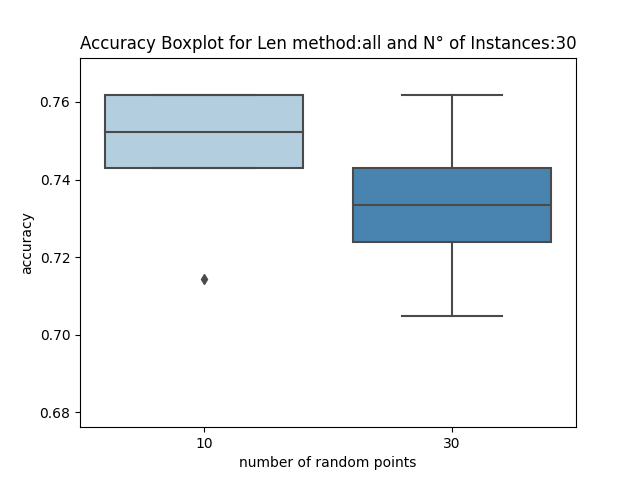 Accuracy Boxplot for Len method:all and N° of Instances:30
accuracy
0.76
0.74
0.72
0.70
0.68
10
30
number of random points